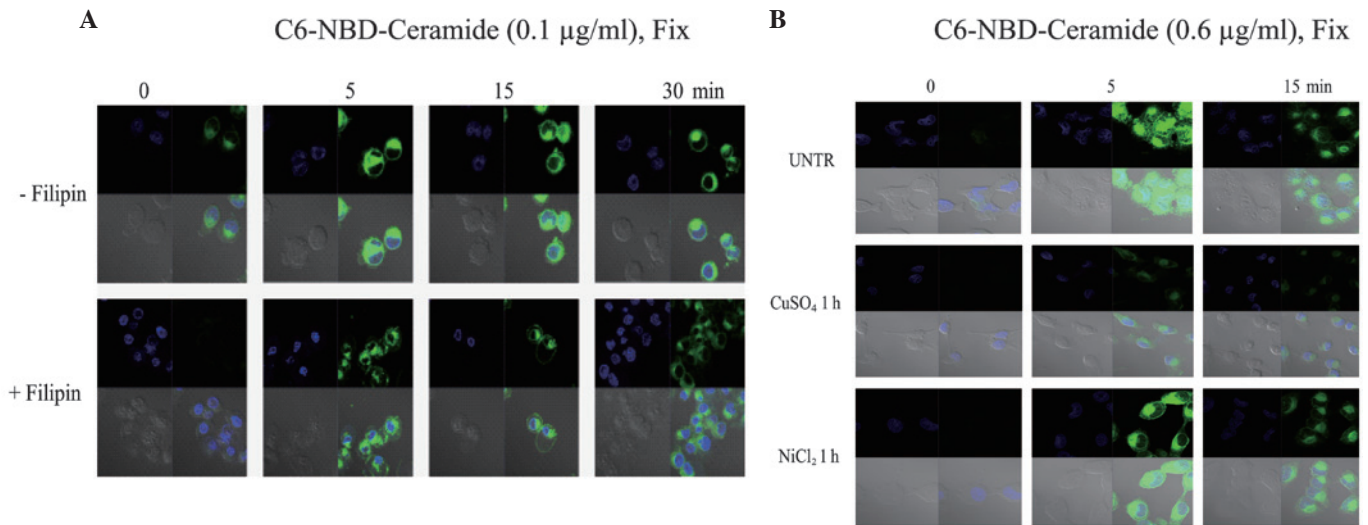 A
C6-NBD-Ceramide (0.1 µg/ml), Fix
0 5 15 30 min
- Filipin
+ Filipin
B
C6-NBD-Ceramide (0.6 µg/ml), Fix
0 5 15 min
UNTR
CuSO₄ 1 h
NiCl₂ 1 h